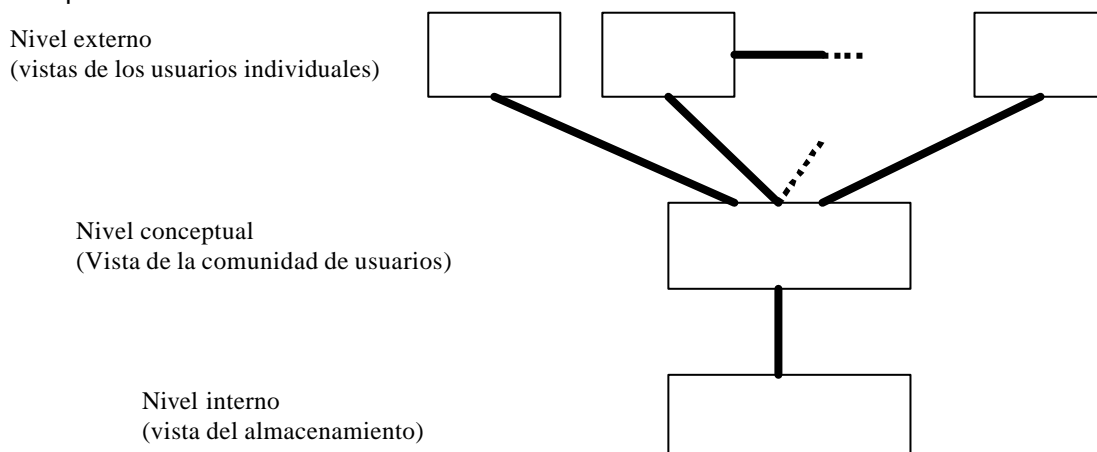 Nivel externo
(vistas de los usuarios individuales)
Nivel conceptual
(Vista de la comunidad de usuarios)
Nivel interno
(vista del almacenamiento)